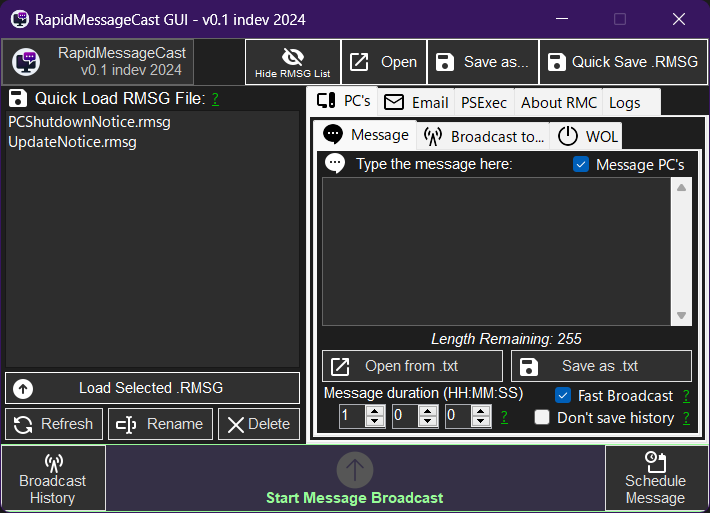 RapidMessageCast GUI - v0.1 indev 2024
RapidMessageCast
v0.1 indev 2024
Hide RMSG List
Open
Save as...
Quick Save .RMSG
Quick Load RMSG File: ?
PCShutdownNotice.rmsg
UpdateNotice.rmsg
Load Selected .RMSG
Refresh
Rename
Delete
PC's
Email
PSExec
About RMC
Logs
Message
Broadcast to...
WOL
Type the message here:
Message PC's
Length Remaining: 255
Open from .txt
Save as .txt
Message duration (HH:MM:SS)
1
0
0
?
Fast Broadcast ?
Don't save history ?
Broadcast
History
Start Message Broadcast
Schedule
Message